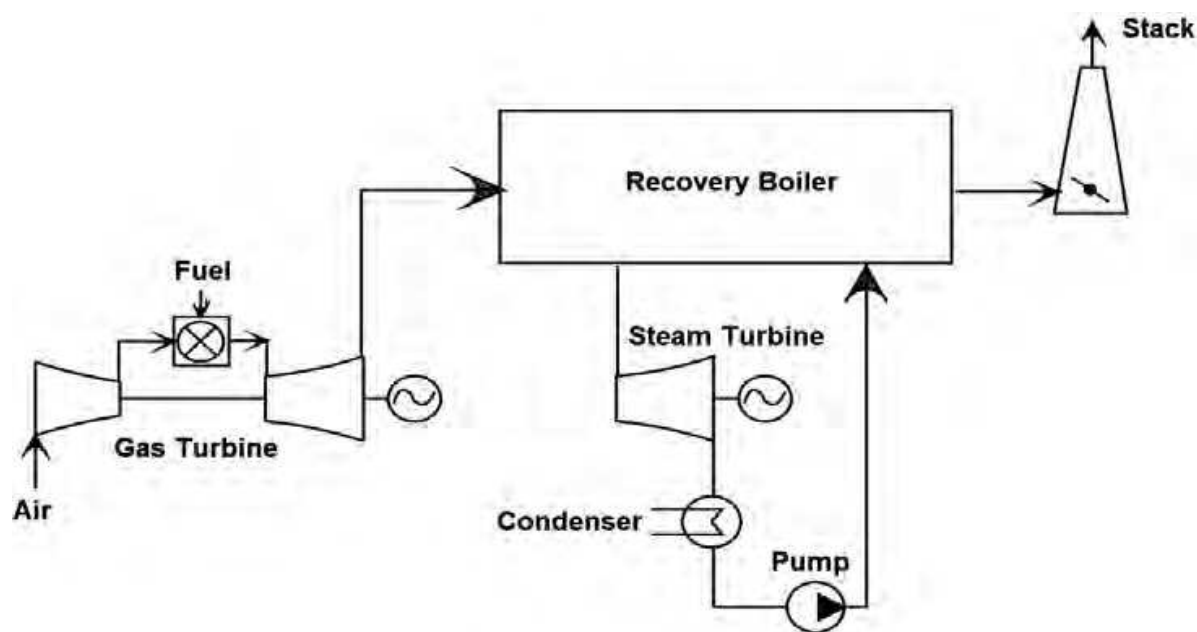 Stack
Recovery Boiler
Fuel
Steam Turbine
Gas Turbine
Air
Condenser
Pump